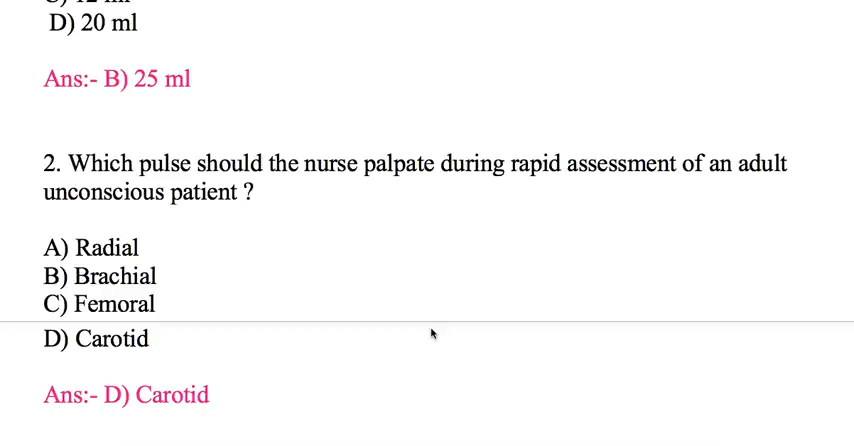 D) 20 ml
Ans:- B) 25 ml
2. Which pulse should the nurse palpate during rapid assessment of an adult
unconscious patient ?
A) Radial
B) Brachial
C) Femoral
D) Carotid
Ans:- D) Carotid